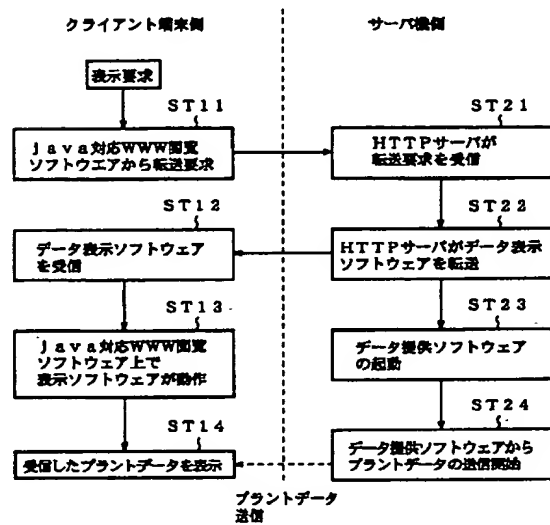 クライアント端末側
サーバ機側
表示要求
ST11
java対応WWW閲覧
ソフトウエアから転送要求
ST21
HTTPサーバが
転送要求を受信
ST12
データ表示ソフトウェア
を受信
ST22
HTTPサーバがデータ表示
ソフトウェアを転送
ST13
java対応WWW閲覧
ソフトウェア上で
表示ソフトウェアが動作
ST23
データ提供ソフトウェア
の起動
ST14
受信したプラントデータを表示
ST24
データ提供ソフトウェアから
プラントデータの送信開始
プラントデータ
送信